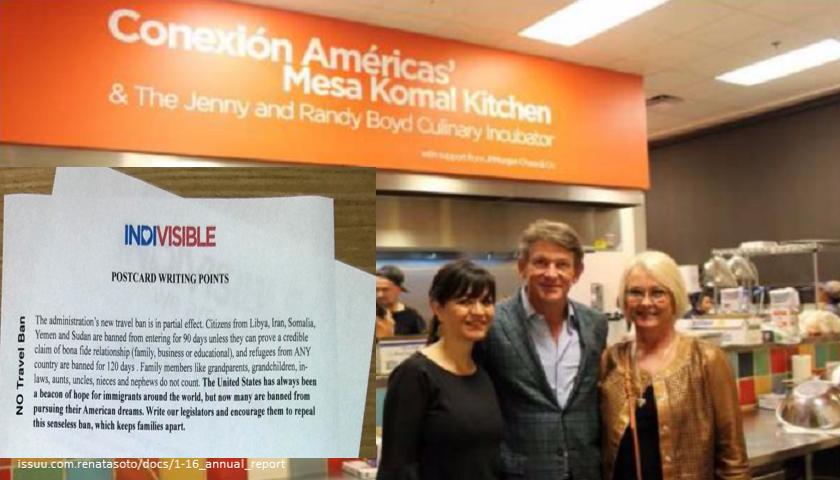 Conexión Américas'
Mesa Komal Kitchen
& The Jenny and Randy Boyd Culinary Incubator
with support from JPMorgan Chase & Co.
INDIVISIBLE
POSTCARD WRITING POINTS
NO Travel Ban
The administration's new travel ban is in partial effect. Citizens from Libya, Iran, Somalia,
Yemen and Sudan are banned from entering for 90 days unless they can prove a credible
claim of bona fide relationship (family, business or educational), and refugees from ANY
country are banned for 120 days . Family members like grandparents, grandchildren, in-
laws, aunts, uncles, nieces and nephews do not count. The United States has always been
a beacon of hope for immigrants around the world, but now many are banned from
pursuing their American dreams. Write our legislators and encourage them to repeal
this senseless ban, which keeps families apart.
issuu.com.renatasoto/docs/1-16_annual_report